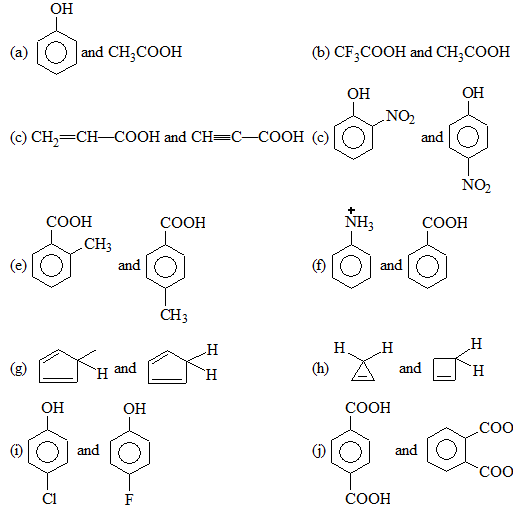 OH
(a) and CH3COOH
(b) CF3COOH and CH3COOH
(c) CH2=CH—COOH and CH≡C—COOH
OH OH
(c) NO2 and
NO2
COOH COOH
CH3
(e) and
CH3
+
NH3 COOH
(f) and
(g) H and H
H
H H H
(h) and H
OH OH
(i) and
Cl F
COOH
COO
(j) and
COO
COOH